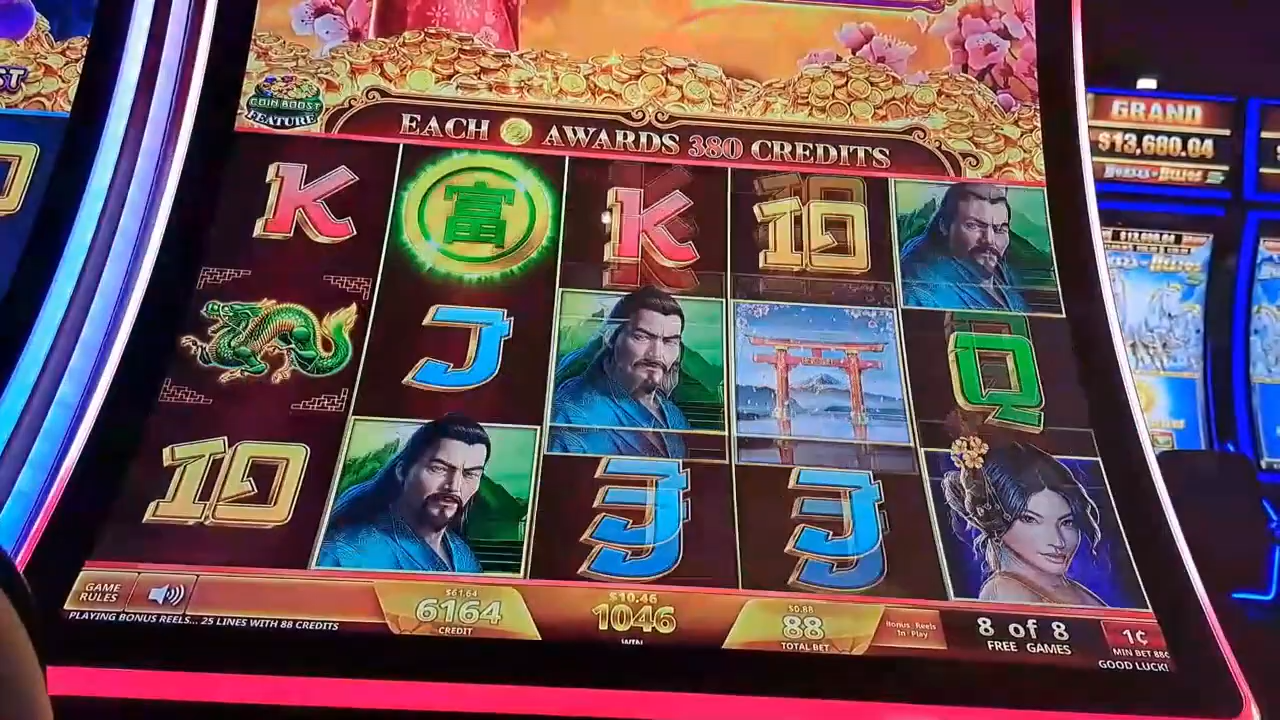 COIN BOOST
FEATURE
EACH AWARDS 380 CREDITS
GRAND
$13,680.04
K
富
K
10
J
Q
10
J
J
GAME
RULES
$61.64
6164
CREDIT
$10.46
1046
WIN
$0.88
88
TOTAL BET
Bonus Reels
In Play
8 of 8
FREE GAMES
1¢
MIN BET 88¢
GOOD LUCK!
PLAYING BONUS REELS... 25 LINES WITH 88 CREDITS